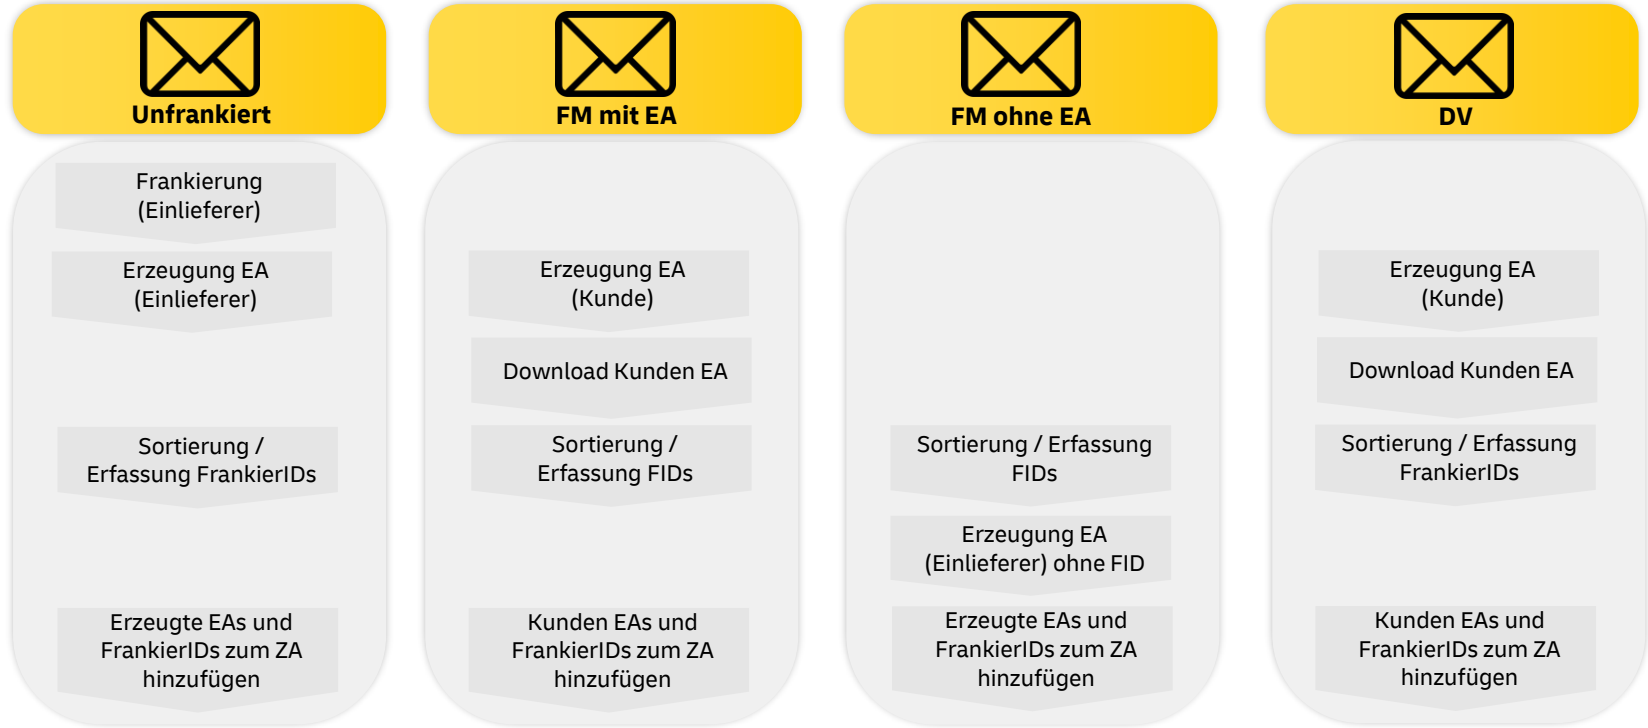 Unfrankiert
Frankierung
(Einlieferer)
Erzeugung EA
(Einlieferer)
Sortierung /
Erfassung FrankierIDs
Erzeugte EAs und
FrankierIDs zum ZA
hinzufügen
FM mit EA
Erzeugung EA
(Kunde)
Download Kunden EA
Sortierung /
Erfassung FIDs
Kunden EAs und
FrankierIDs zum ZA
hinzufügen
FM ohne EA
Sortierung / Erfassung
FIDs
Erzeugung EA
(Einlieferer) ohne FID
Erzeugte EAs und
FrankierIDs zum ZA
hinzufügen
DV
Erzeugung EA
(Kunde)
Download Kunden EA
Sortierung / Erfassung
FrankierIDs
Kunden EAs und
FrankierIDs zum ZA
hinzufügen